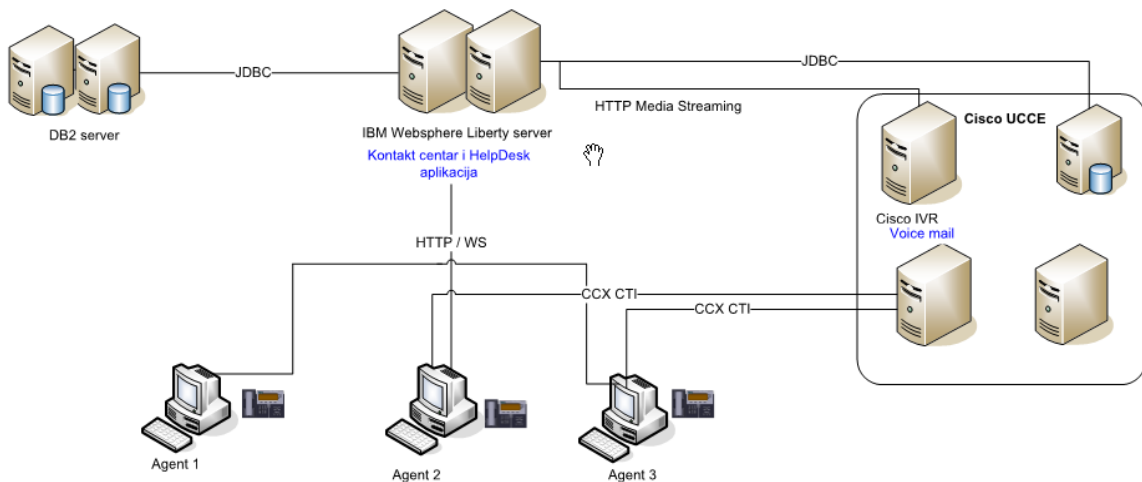 JDBC
JDBC
HTTP Media Streaming
DB2 server
IBM Websphere Liberty server
Kontakt centar i HelpDesk
aplikacija
Cisco UCCE
Cisco IVR
Voice mail
HTTP / WS
CCX CTI
CCX CTI
Agent 1
Agent 2
Agent 3